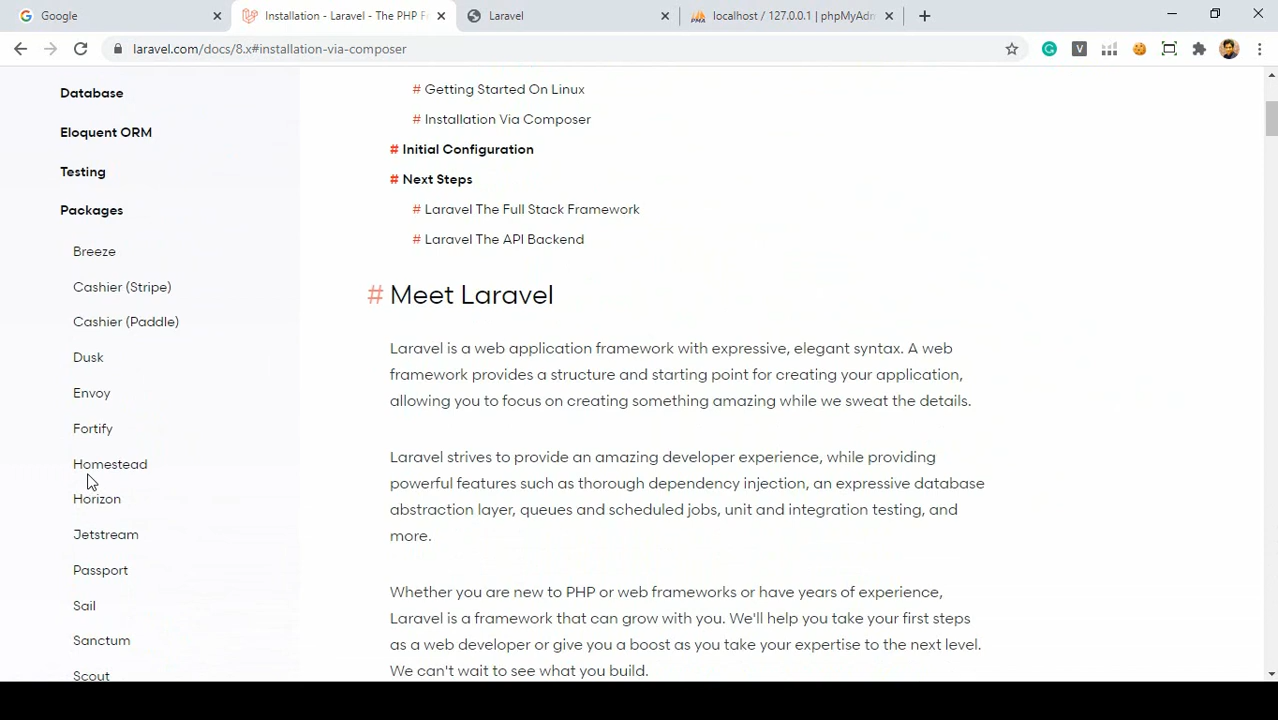 Google
Installation - Laravel - The PHP F
Laravel
localhost / 127.0.0.1 | phpMyAdm
laravel.com/docs/8.x#installation-via-composer
Database
Eloquent ORM
Testing
Packages
Breeze
Cashier (Stripe)
Cashier (Paddle)
Dusk
Envoy
Fortify
Homestead
Horizon
Jetstream
Passport
Sail
Sanctum
Scout
# Getting Started On Linux
# Installation Via Composer
# Initial Configuration
# Next Steps
# Laravel The Full Stack Framework
# Laravel The API Backend
# Meet Laravel
Laravel is a web application framework with expressive, elegant syntax. A web
framework provides a structure and starting point for creating your application,
allowing you to focus on creating something amazing while we sweat the details.
Laravel strives to provide an amazing developer experience, while providing
powerful features such as thorough dependency injection, an expressive database
abstraction layer, queues and scheduled jobs, unit and integration testing, and
more.
Whether you are new to PHP or web frameworks or have years of experience,
Laravel is a framework that can grow with you. We'll help you take your first steps
as a web developer or give you a boost as you take your expertise to the next level.
We can't wait to see what you build.